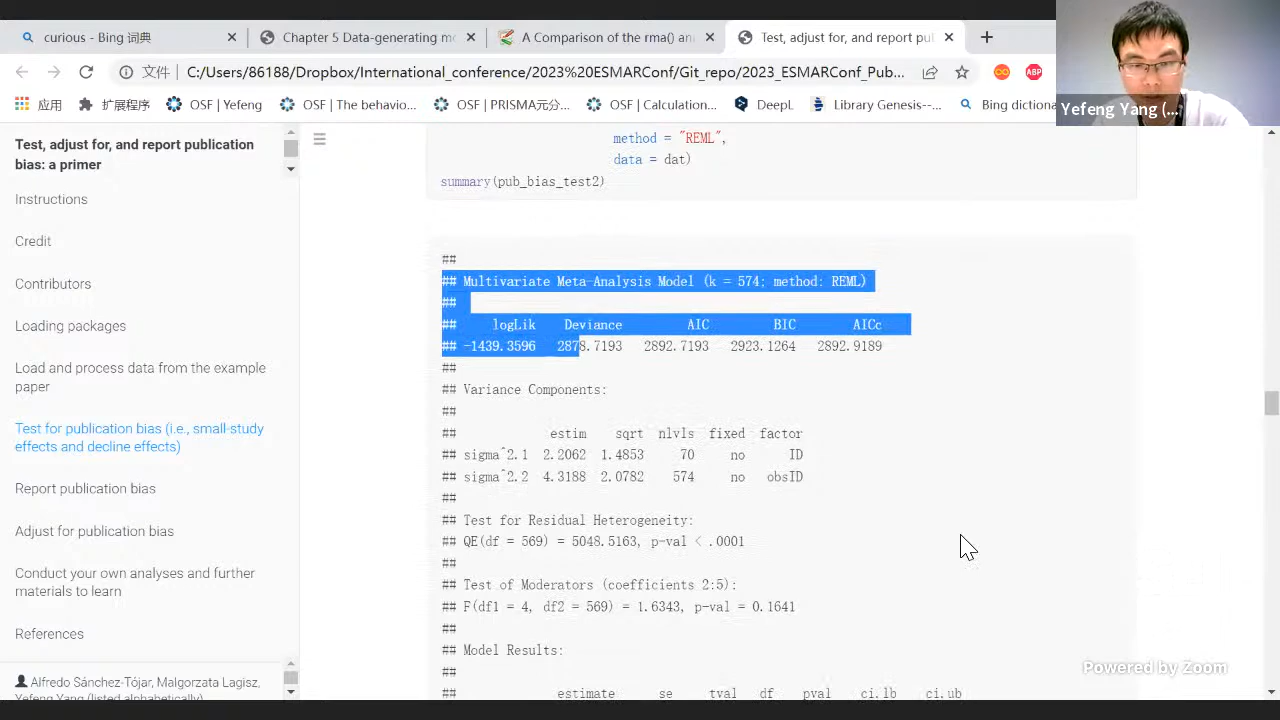 curious - Bing 词典
Chapter 5 Data-generating mo
A Comparison of the rma() an
Test, adjust for, and report pu
文件
C:/Users/86188/Dropbox/International_conference/2023%20ESMARConf/Git_repo/2023_ESMARConf_Pub...
ABP
应用
扩展程序
OSF | Yefeng
OSF | The behavio...
OSF | PRISMA元分...
OSF | Calculation...
DeepL
Library Genesis--...
Bing dictiona
Yefeng Yang (...
Test, adjust for, and report publication
bias: a primer
Instructions
Credit
Contributors
Loading packages
Load and process data from the example
paper
Test for publication bias (i.e., small-study
effects and decline effects)
Report publication bias
Adjust for publication bias
Conduct your own analyses and further
materials to learn
References
Alfredo Sánchez-Tójar, Malgorzata Lagisz,
Yefeng Yang (listed alphabetically)
method = "REML",
data = dat)
summary(pub_bias_test2)
##
## Multivariate Meta-Analysis Model (k = 574; method: REML)
##
## logLik Deviance AIC BIC AICc
## -1439.3596 2878.7193 2892.7193 2923.1264 2892.9189
##
## Variance Components:
##
## estim sqrt nlvls fixed factor
## sigma^2.1 2.2062 1.4853 70 no ID
## sigma^2.2 4.3188 2.0782 574 no obsID
##
## Test for Residual Heterogeneity:
## QE(df = 569) = 5048.5163, p-val < .0001
##
## Test of Moderators (coefficients 2:5):
## F(df1 = 4, df2 = 569) = 1.6343, p-val = 0.1641
##
## Model Results:
##
## estimate se tval df pval ci.lb ci.ub
Powered by Zoom